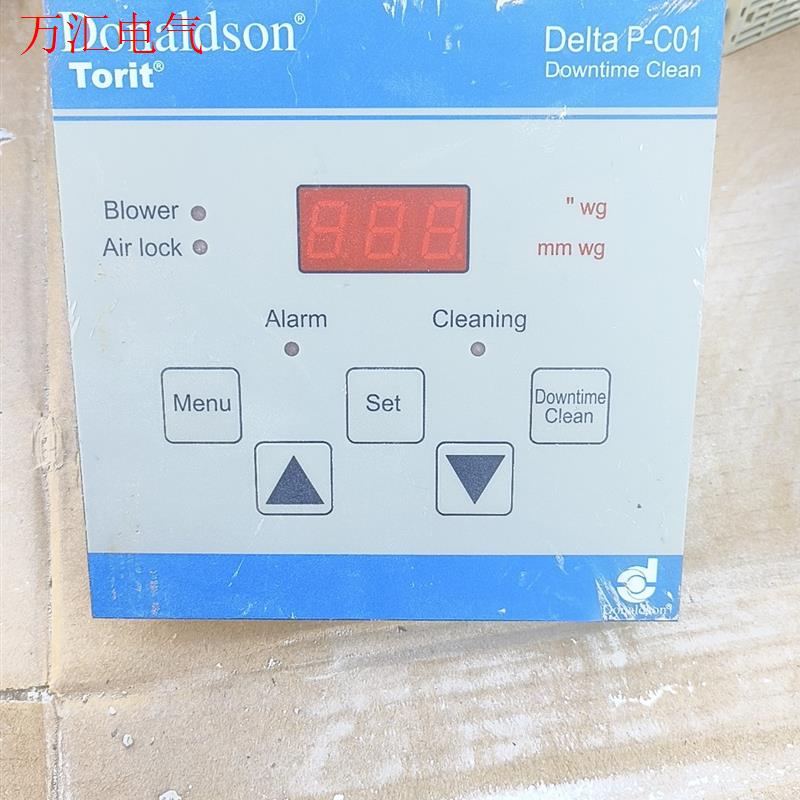 万汇电气
Donaldson®
Torit®
Delta P-C01
Downtime Clean
Blower
Air lock
888
" wg
mm wg
Alarm
Cleaning
Menu
Set
Downtime
Clean
Donaldson